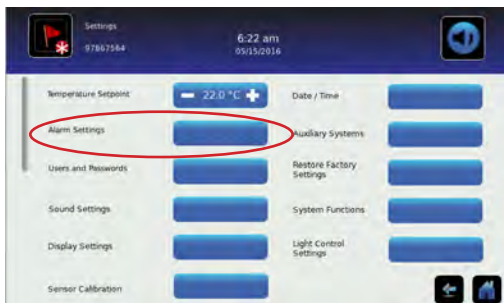 Settings
97867564
6:22 am
05/15/2016
Temperature Setpoint
22.0 °C
Date / Time
Alarm Settings
Auxiliary Systems
Users and Passwords
Restore Factory
Settings
Sound Settings
System Functions
Display Settings
Light Control
Settings
Sensor Calibration